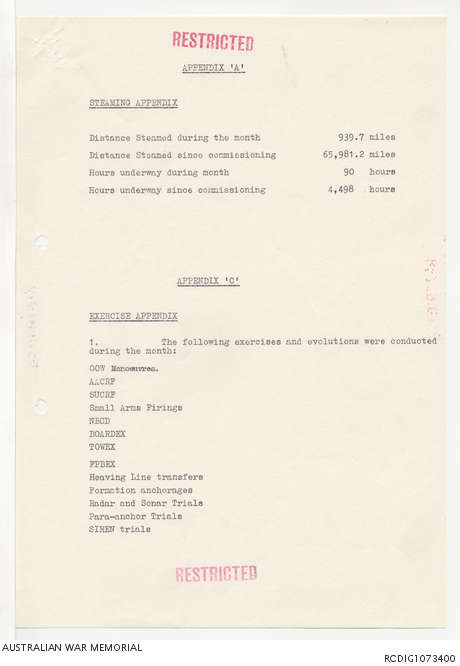 RESTRICTED
APPENDIX 'A'
STEAMING APPENDIX
Distance Steamed during the month 939.7 miles
Distance Steamed since commissioning 65,981.2 miles
Hours underway during month 90 hours
Hours underway since commissioning 4,498 hours
APPENDIX 'C'
EXERCISE APPENDIX
1. The following exercises and evolutions were conducted
during the month:
OOW Manoeuvres.
AACRF
SUCRF
Small Arms Firings
NBCD
BOARDEX
TOWEX
FPBEX
Heaving Line transfers
Formation anchorages
Radar and Sonar Trials
Para-anchor Trials
SIREN trials
RESTRICTED
AUSTRALIAN WAR MEMORIAL
RCDIG1073400